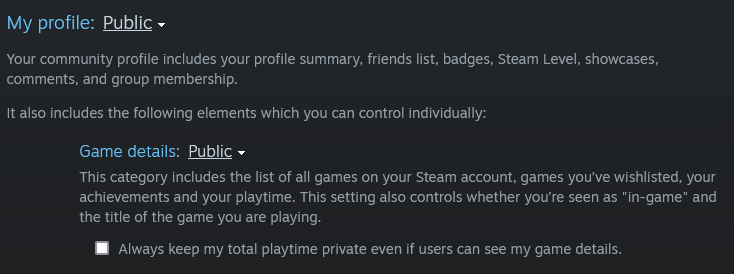 My profile: Public
Your community profile includes your profile summary, friends list, badges, Steam Level, showcases,
comments, and group membership.
It also includes the following elements which you can control individually:
Game details: Public
This category includes the list of all games on your Steam account, games you've wishlisted, your
achievements and your playtime. This setting also controls whether you're seen as "in-game" and
the title of the game you are playing.
Always keep my total playtime private even if users can see my game details.